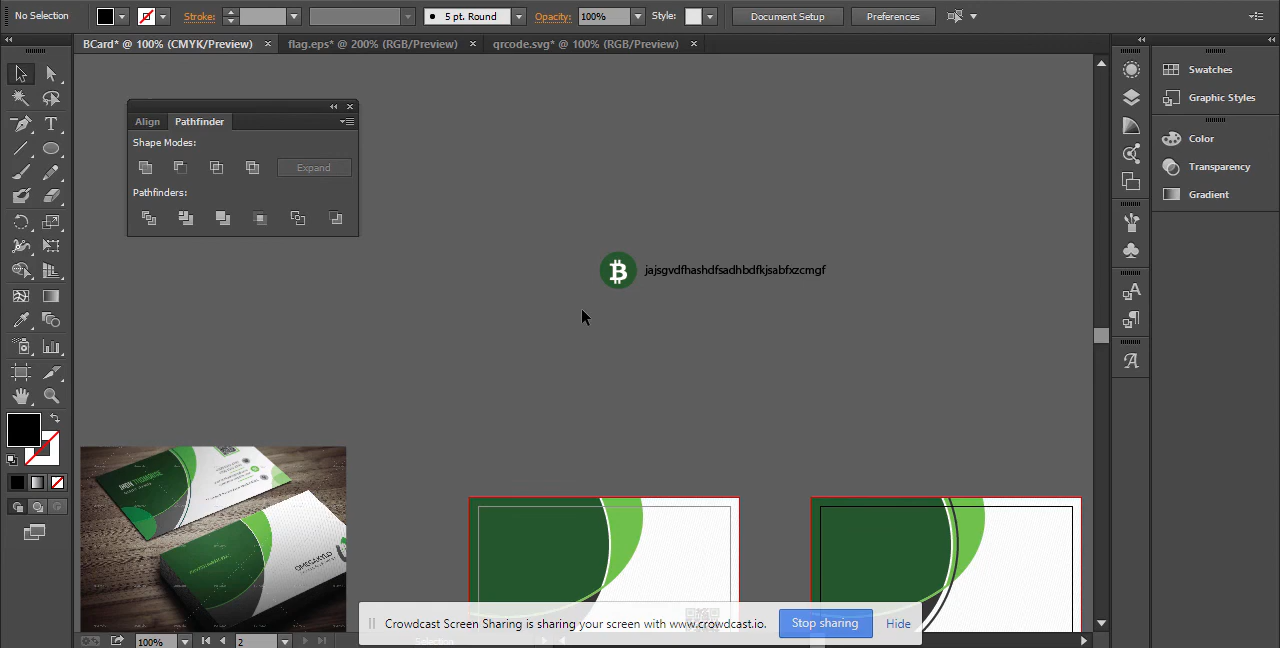 No Selection
Stroke:
5 pt. Round
Opacity:
100%
Style:
Document Setup
Preferences
BCard* @ 100% (CMYK/Preview)
flag.eps* @ 200% (RGB/Preview)
qrcode.svg* @ 100% (RGB/Preview)
Align
Pathfinder
Shape Modes:
Expand
Pathfinders:
jajsgvdfhashdfsadhbdfkjsabfxzcmgf
Swatches
Graphic Styles
Color
Transparency
Gradient
Crowdcast Screen Sharing is sharing your screen with www.crowdcast.io.
Stop sharing
Hide
100%
2
Selection